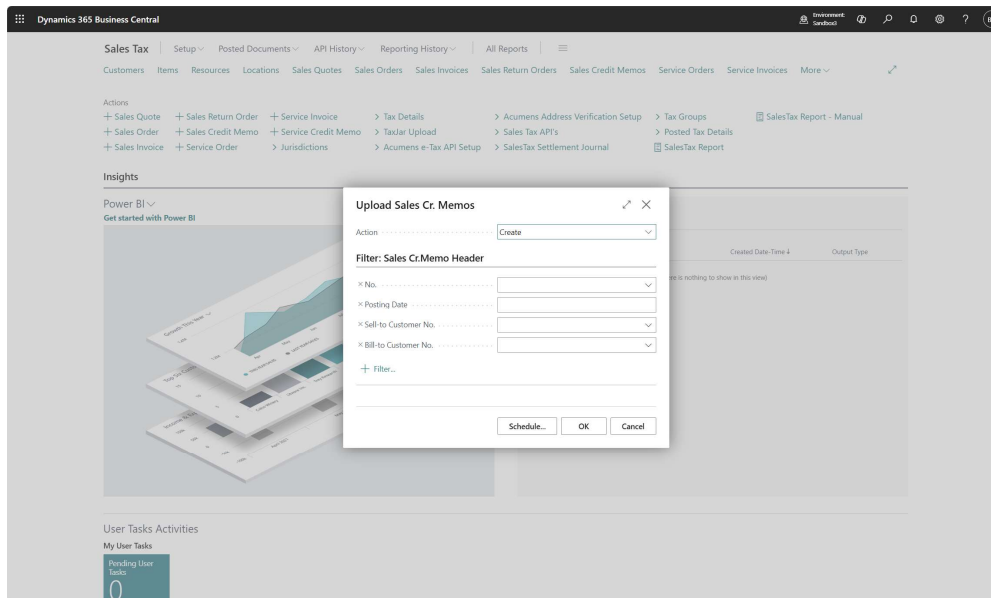 Dynamics 365 Business Central
Environment:
Sandbox2
Sales Tax Setup Posted Documents API History Reporting History All Reports
Customers Items Resources Locations Sales Quotes Sales Orders Sales Invoices Sales Return Orders Sales Credit Memos Service Orders Service Invoices More
Actions
+ Sales Quote + Sales Return Order + Service Invoice > Tax Details > Acumens Address Verification Setup > Tax Groups SalesTax Report - Manual
+ Sales Order + Sales Credit Memo + Service Credit Memo > TaxJar Upload > Sales Tax API's > Posted Tax Details
+ Sales Invoice + Service Order > Jurisdictions > Acumens e-Tax API Setup > SalesTax Settlement Journal SalesTax Report
Insights
Power BI
Get started with Power BI
Upload Sales Cr. Memos
Action Create
Filter: Sales Cr.Memo Header
× No.
× Posting Date
× Sell-to Customer No.
× Bill-to Customer No.
+ Filter...
Schedule... OK Cancel
Created Date-Time ↓ Output Type
is nothing to show in this view)
User Tasks Activities
My User Tasks
Pending User
Tasks
0